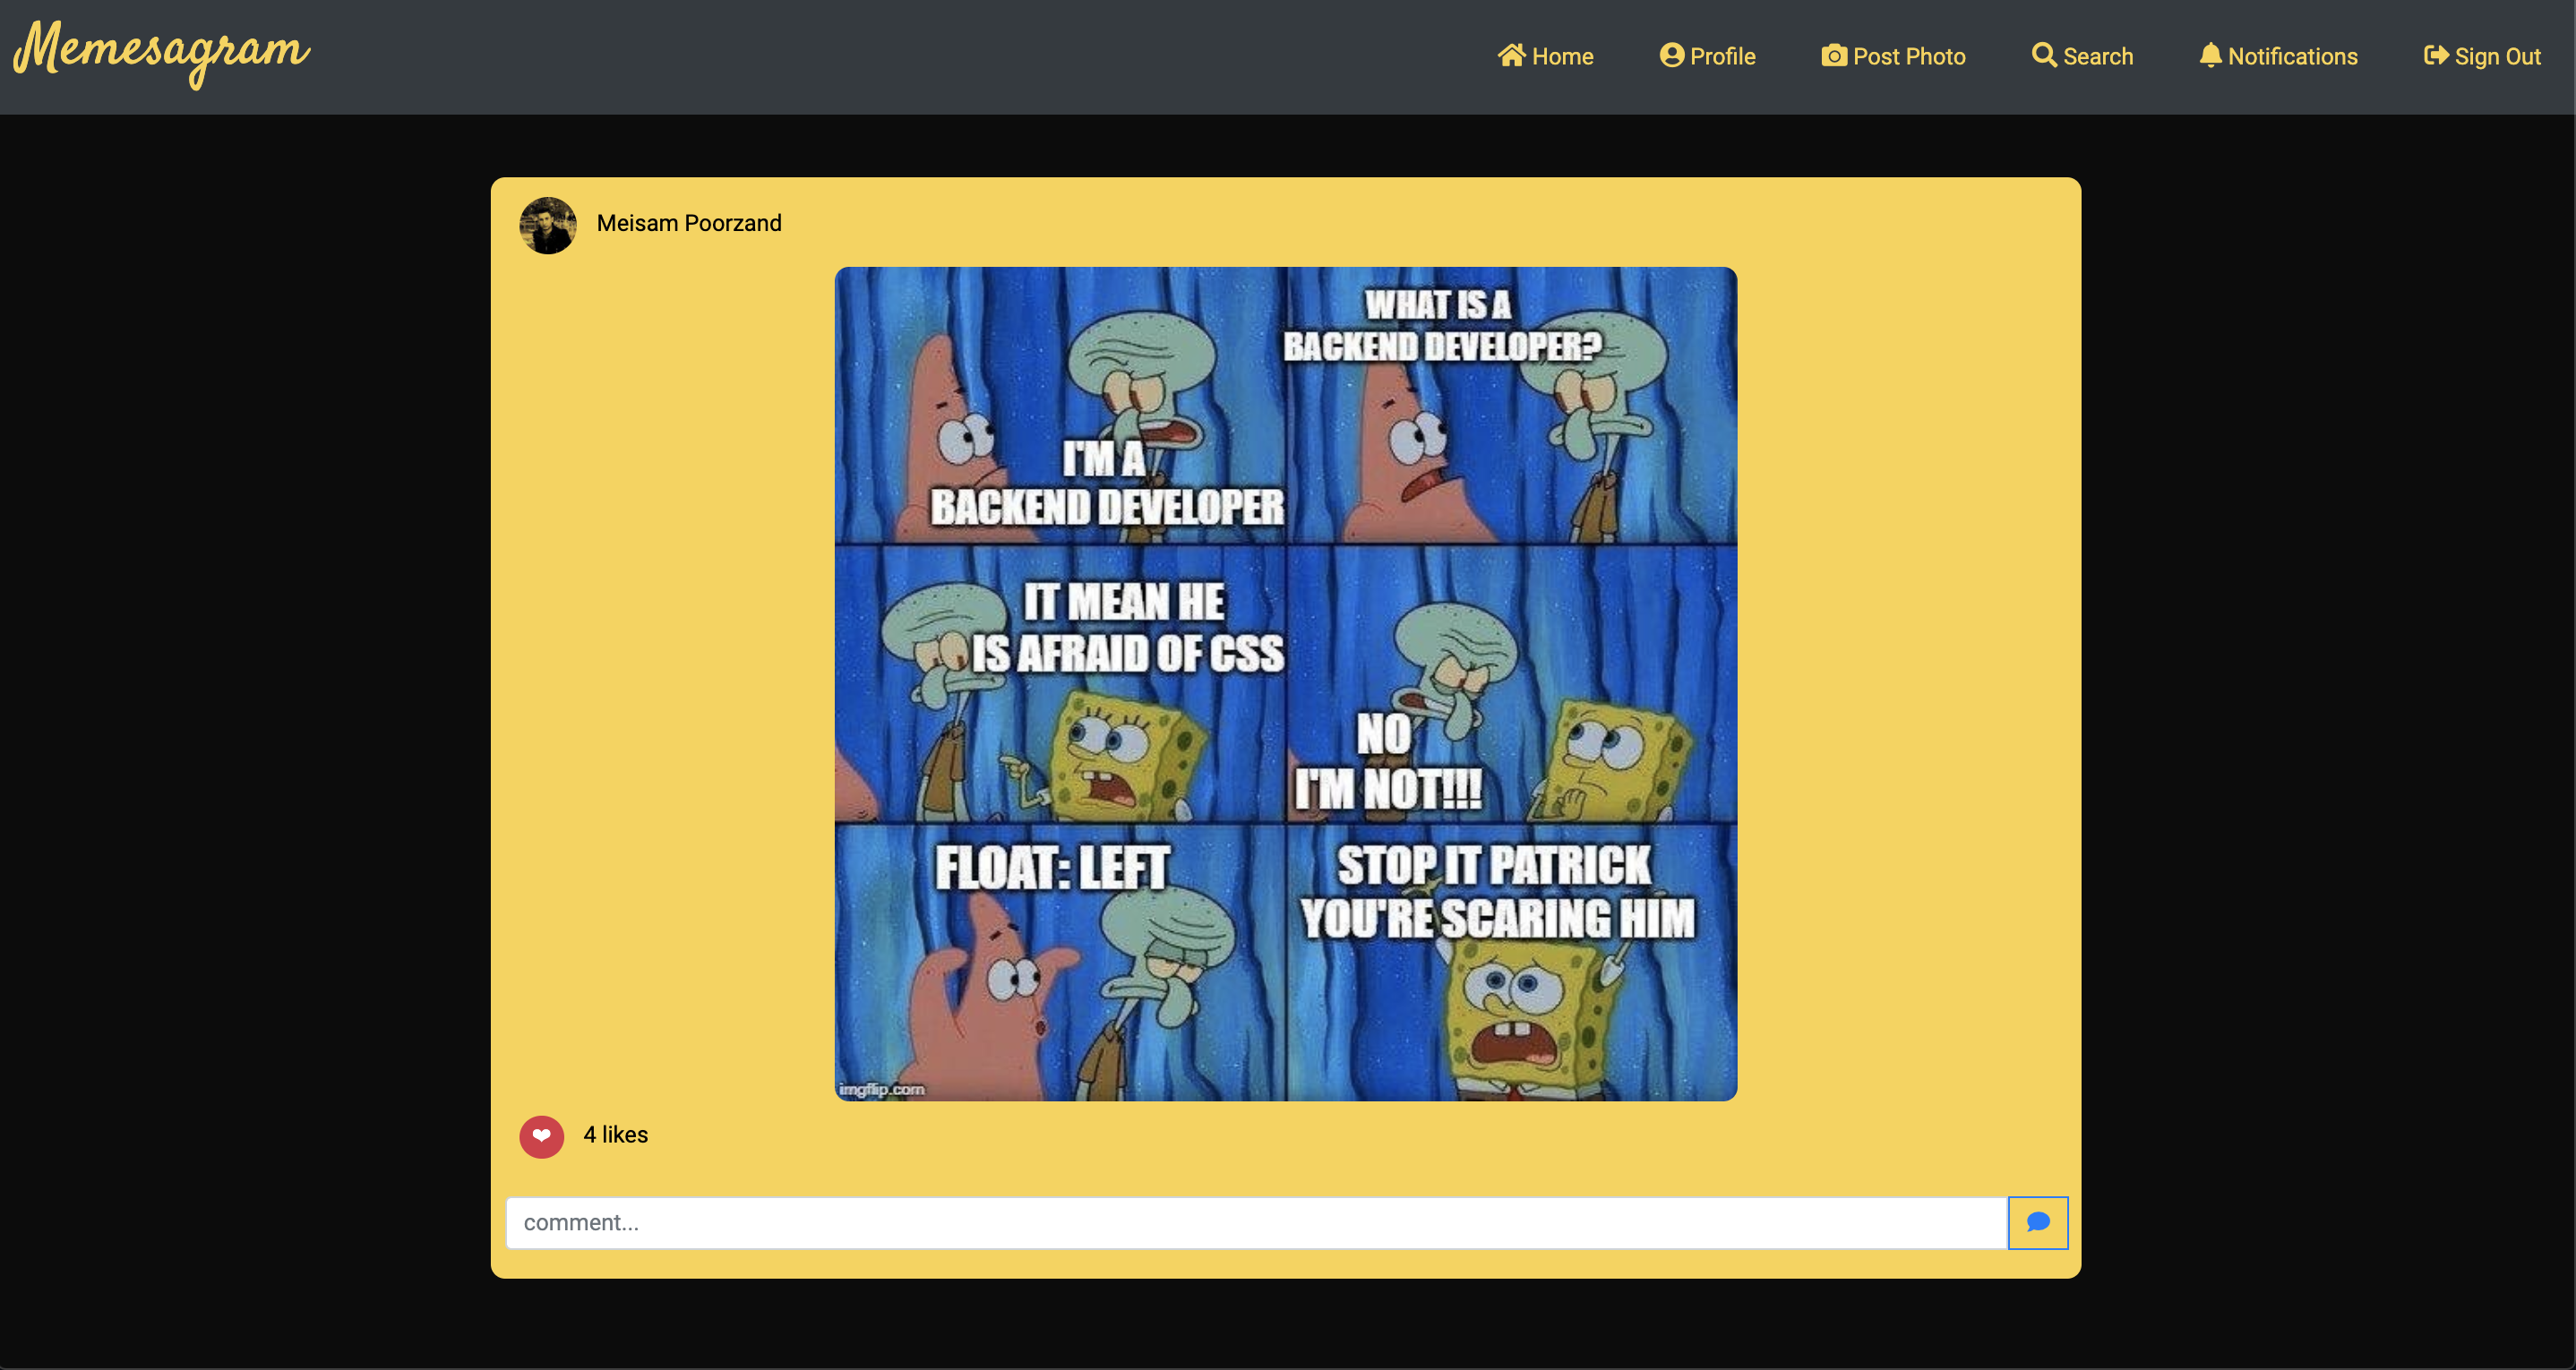 Memesagram
Home
Profile
Post Photo
Search
Notifications
Sign Out
Meisam Poorzand
I'M A
BACKEND DEVELOPER
WHAT IS A
BACKEND DEVELOPER?
IT MEAN HE
IS AFRAID OF CSS
NO
I'M NOT!!!
FLOAT: LEFT
STOP IT PATRICK
YOU'RE SCARING HIM
imgflip.com
4 likes
comment...